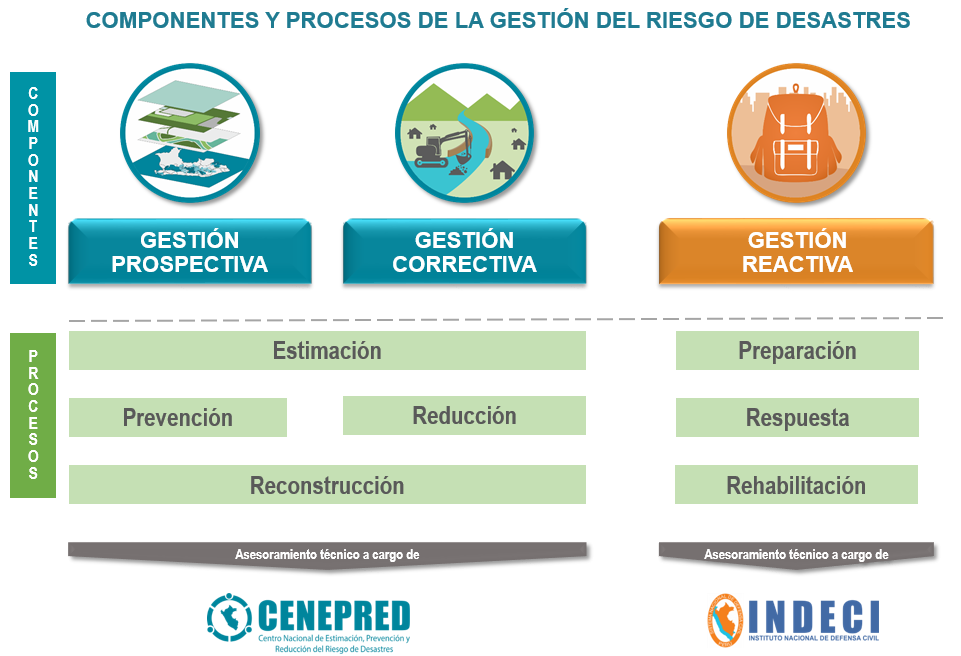 COMPONENTES Y PROCESOS DE LA GESTIÓN DEL RIESGO DE DESASTRES
COMPONENTES
GESTIÓN
PROSPECTIVA
GESTIÓN
CORRECTIVA
GESTIÓN
REACTIVA
PROCESOS
Estimación
Preparación
Prevención
Reducción
Respuesta
Reconstrucción
Rehabilitación
Asesoramiento técnico a cargo de
Asesoramiento técnico a cargo de
CENEPRED
Centro Nacional de Estimación, Prevención y
Reducción del Riesgo de Desastres
INDECI
INSTITUTO NACIONAL DE DEFENSA CIVIL